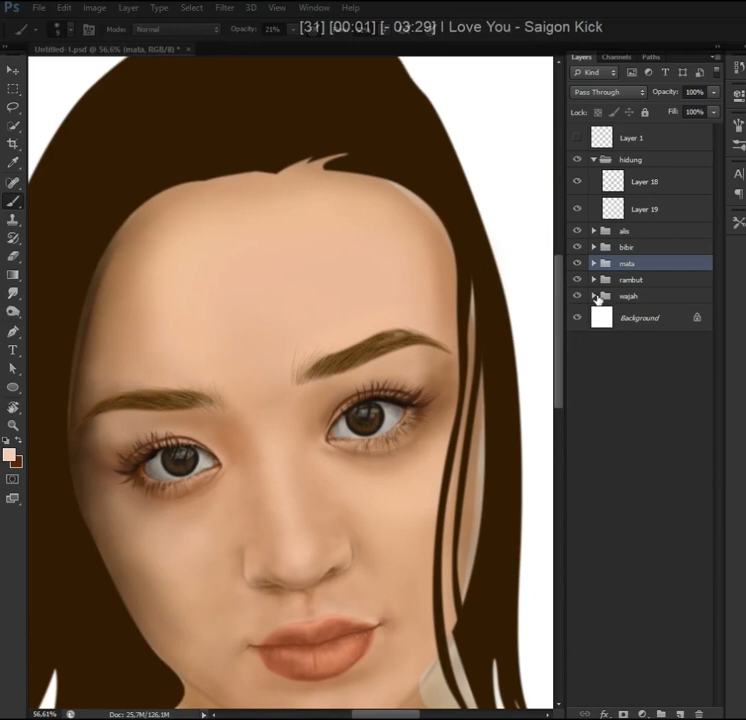 Ps File Edit Image Layer Type Select Filter 3D View Window Help
Mode: Normal Opacity: 21%
[31] [00:01] [- 03:29] I Love You - Saigon Kick
Untitled-1.psd @ 56,6% (mata, RGB/8) * ×
Layers Channels Paths
Kind
Pass Through Opacity: 100%
Lock: Fill: 100%
Layer 1
hidung
Layer 18
Layer 19
alis
bibir
mata
rambut
wajah
Background
56,61% Doc: 25,7M/126,1M